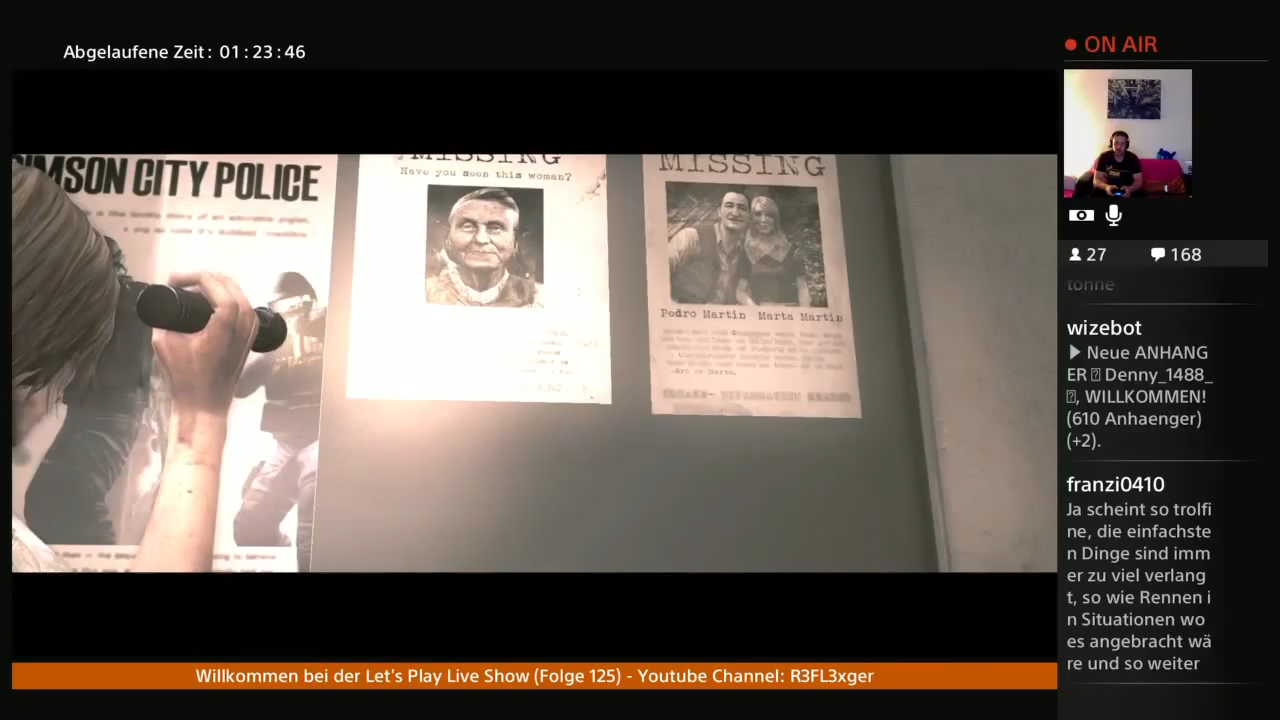 Abgelaufene Zeit: 01:23:46
ON AIR
CITY POLICE
MISSING
Have you seen this woman?
MISSING
Pedro Martin Marta Martin
27
168
tonne
wizebot
Neue ANHANG
ER Denny_1488_
, WILLKOMMEN!
(610 Anhaenger)
(+2).
franzi0410
Ja scheint so trolfi
ne, die einfachste
n Dinge sind imm
er zu viel verlang
t, so wie Rennen i
n Situationen wo
es angebracht wä
re und so weiter
Willkommen bei der Let's Play Live Show (Folge 125) - Youtube Channel: R3FL3xger